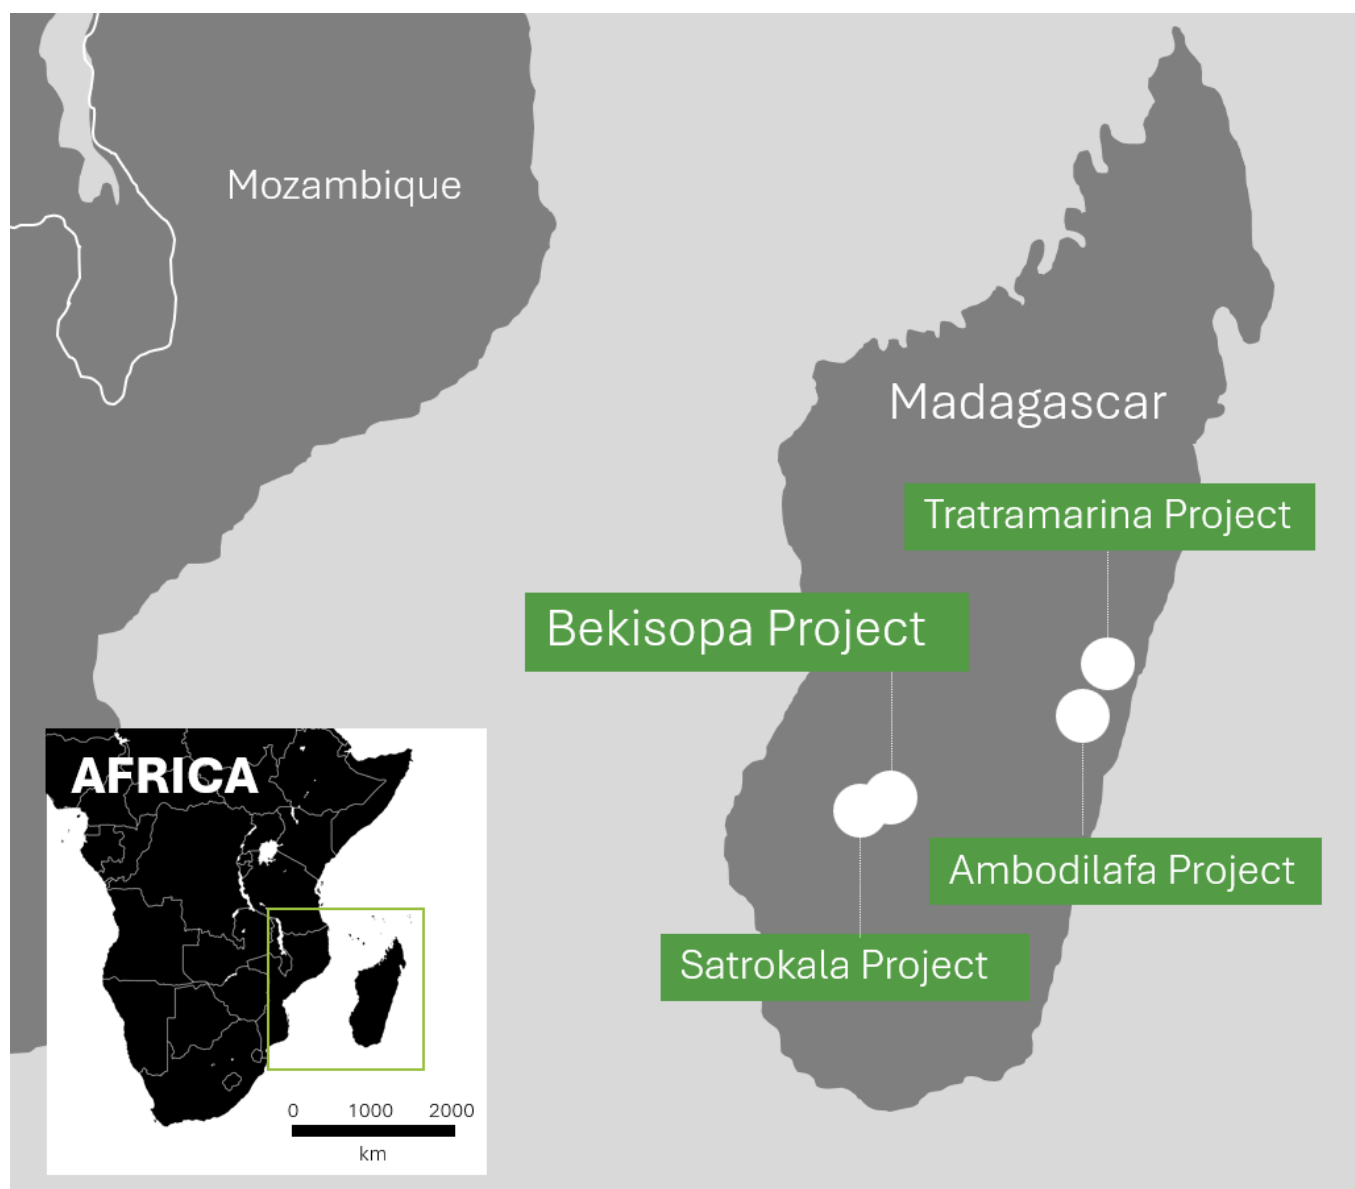 Mozambique
Madagascar
Tratramarina Project
Bekisopa Project
AFRICA
Ambodilafa Project
Satrokala Project
0 1000 2000
km